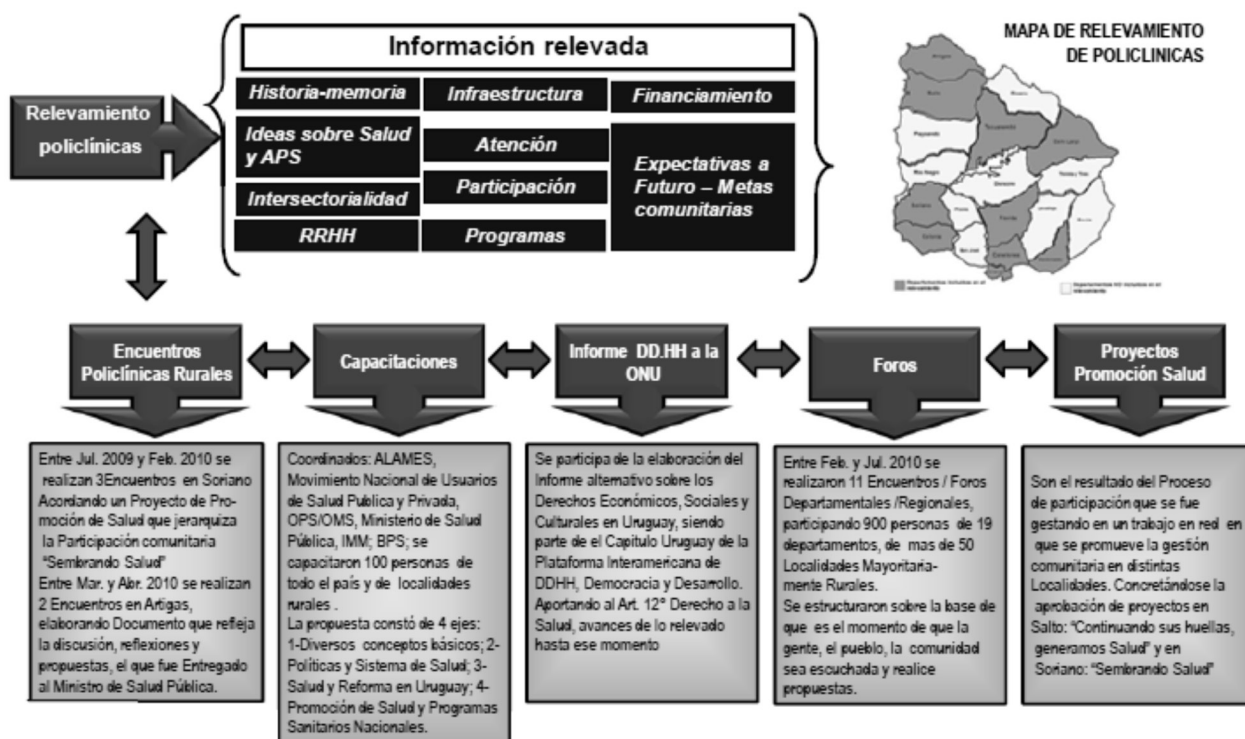 Información relevada
MAPA DE RELEVAMIENTO
DE POLICLINICAS
Relevamiento
policlínicas
Historia-memoria
Infraestructura
Financiamiento
Ideas sobre Salud
y APS
Atención
Expectativas a
Futuro – Metas
comunitarias
Intersectorialidad
Participación
RRHH
Programas
Encuentros
Policlínicas Rurales
Capacitaciones
Informe DD.HH a la
ONU
Foros
Proyectos
Promoción Salud
Entre Jul. 2009 y Feb. 2010 se
realizan 3Encuentros en Soriano
Acordando un Proyecto de Pro-
moción de Salud que jerarquiza
la Participación comunitaria
“Sembrando Salud”
Entre Mar. y Abr. 2010 se realizan
2 Encuentros en Artigas,
elaborando Documento que refleja
la discusión, reflexiones y
propuestas, el que fue Entregado
al Ministro de Salud Pública.
Coordinados: ALAMES,
Movimiento Nacional de Usuarios
de Salud Publica y Privada,
OPS/OMS, Ministerio de Salud
Pública, IMM; BPS; se
capacitaron 100 personas de
todo el país y de localidades
rurales .
La propuesta constó de 4 ejes:
1-Diversos conceptos básicos; 2-
Políticas y Sistema de Salud; 3-
Salud y Reforma en Uruguay; 4-
Promoción de Salud y Programas
Sanitarios Nacionales.
Se participa de la elaboración del
Informe alternativo sobre los
Derechos Económicos, Sociales
y Culturales en Uruguay, siendo
parte de el Capitulo Uruguay de la
Plataforma Interamericana de
DDHH, Democracia y Desarrollo.
Aportando al Art. 12° Derecho a la
Salud, avances de lo relevado
hasta ese momento
Entre Feb. y Jul. 2010 se
realizaron 11 Encuentros / Foros
Departamentales /Regionales,
participando 900 personas de 19
departamentos, de mas de 50
Localidades Mayoritaria-
mente Rurales.
Se estructuraron sobre la base de
que es el momento de que la
gente, el pueblo, la comunidad
sea escuchada y realice
propuestas.
Son el resultado del Proceso
de participación que se fue
gestando en un trabajo en red en
que se promueve la gestión
comunitaria en distintas
Localidades. Concretándose la
aprobación de proyectos en
Salto: “Continuando sus huellas,
generamos Salud” y en
Soriano: “Sembrando Salud”